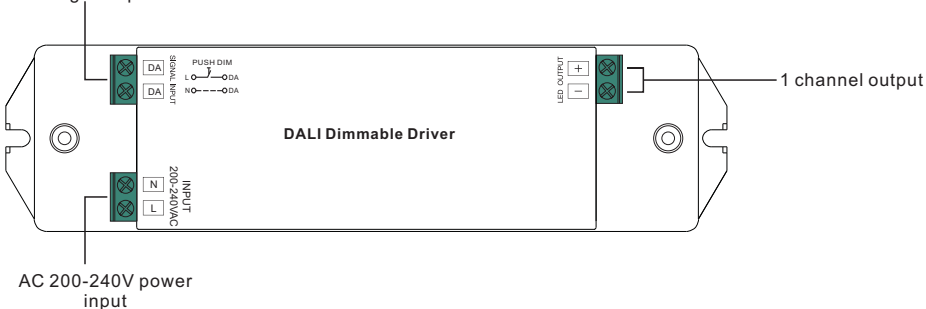 DA
DA
SIGNAL INPUT
PUSH DIM
L DA
N DA
LED OUTPUT
+
−
1 channel output
DALI Dimmable Driver
N
L
INPUT
200-240VAC
AC 200-240V power
input